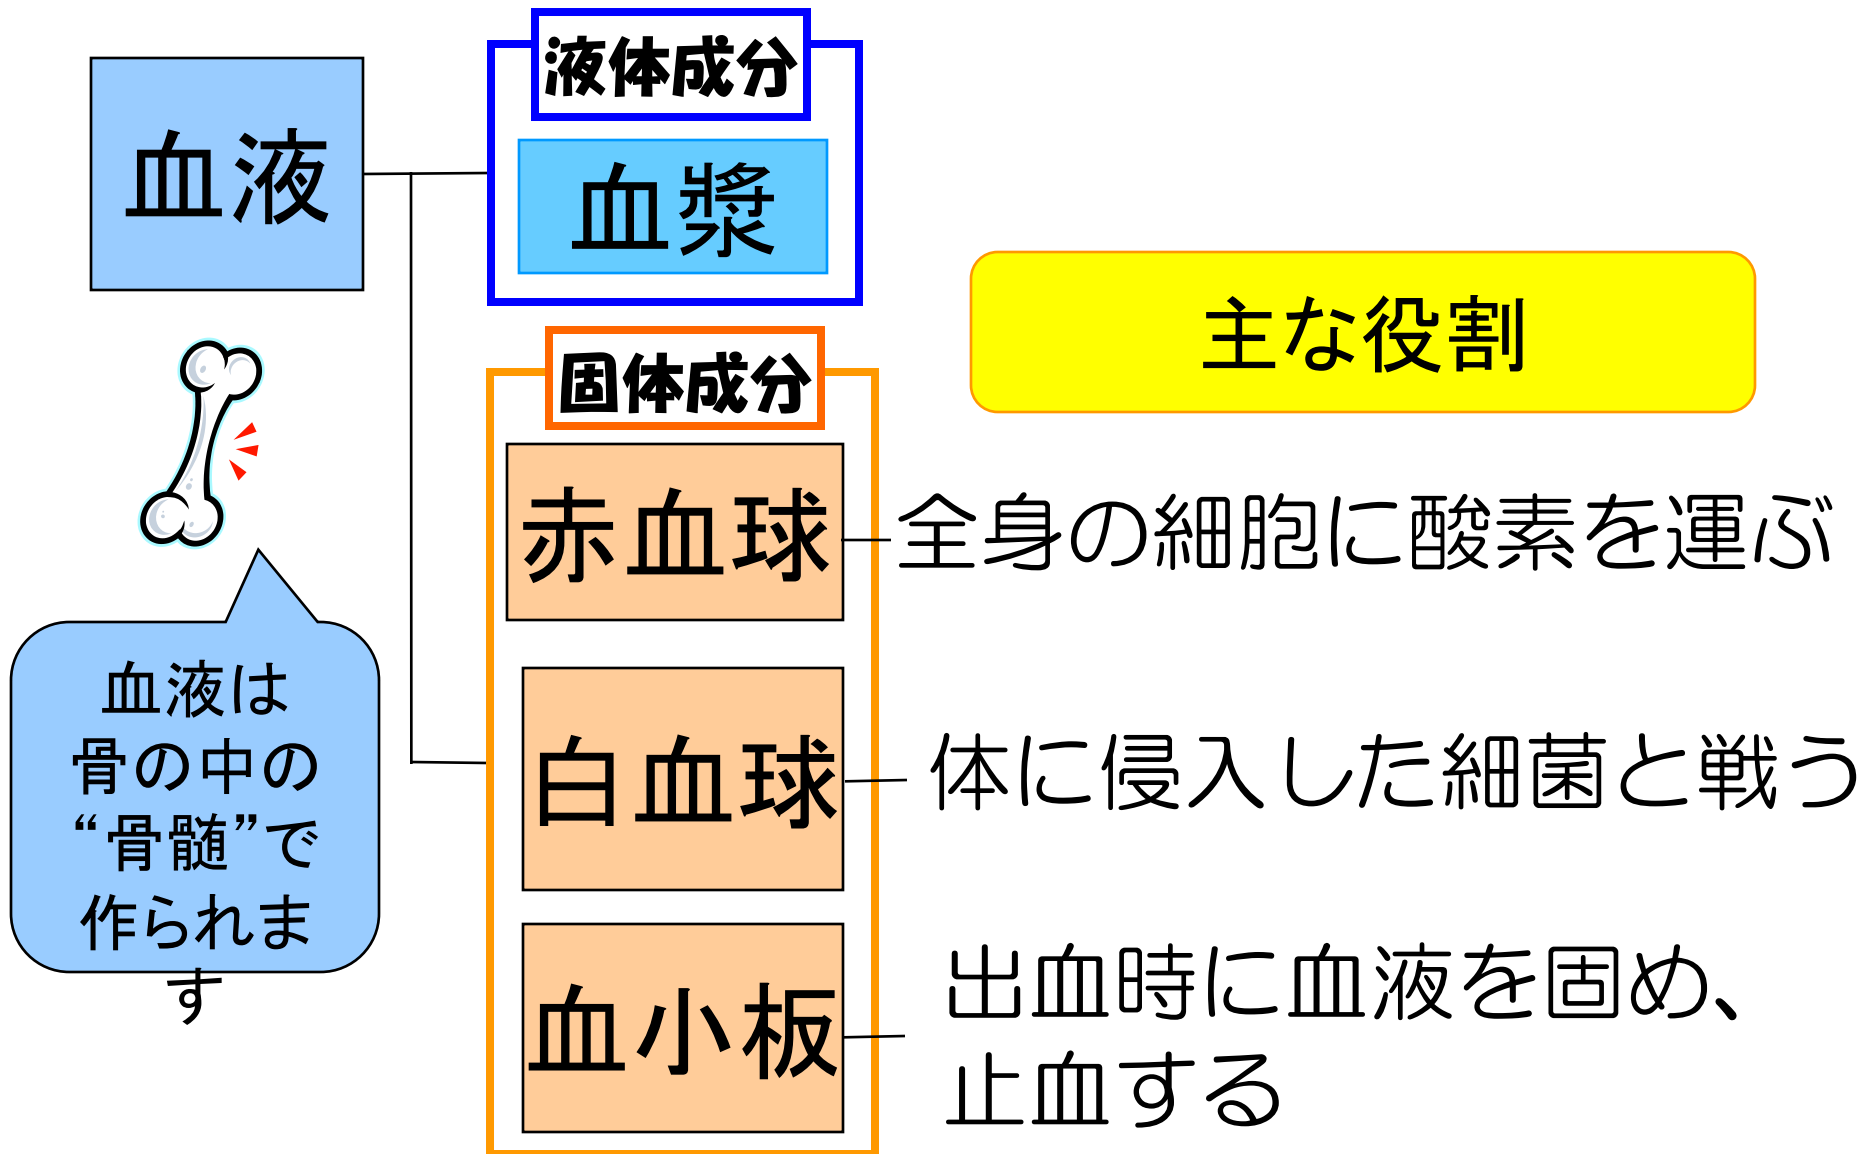 血液
液体成分
血漿
主な役割
固体成分
赤血球
全身の細胞に酸素を運ぶ
白血球
体に侵入した細菌と戦う
血小板
出血時に血液を固め、
止血する
血液は
骨の中の
“骨髄”で
作られま
す